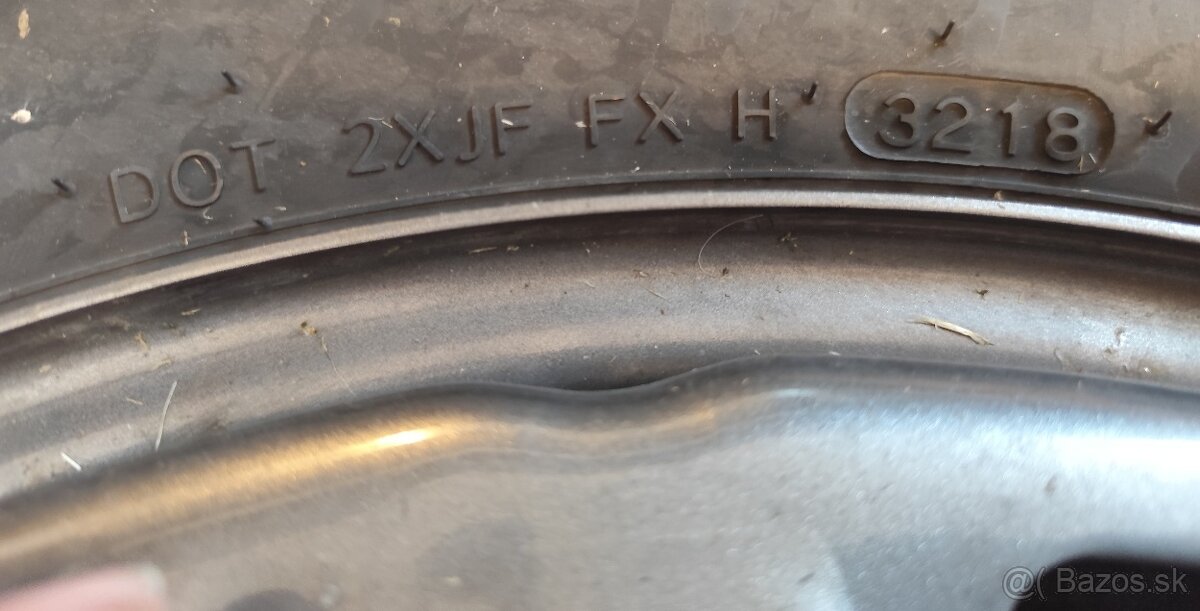 DOT 2XJF FX H 3218
@( Bazos.sk